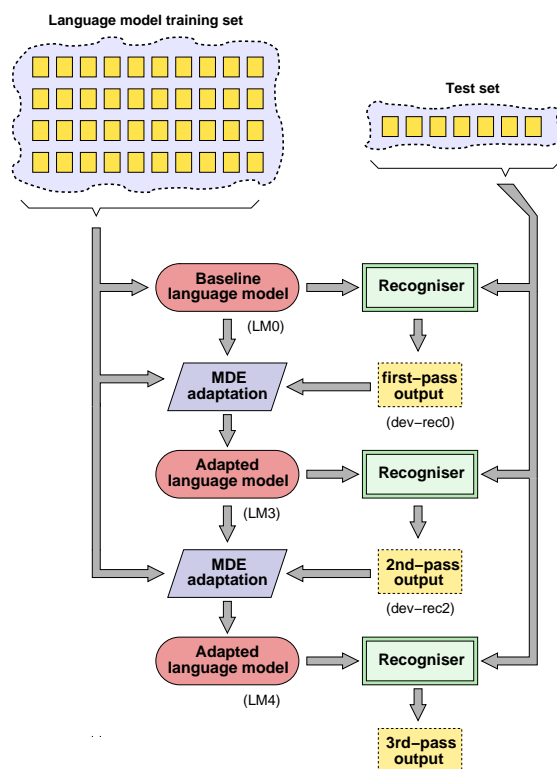 Language model training set
Test set
Baseline
language model
Recogniser
(LM0)
MDE
adaptation
first−pass
output
(dev−rec0)
Adapted
language model
Recogniser
(LM3)
MDE
adaptation
2nd−pass
output
(dev−rec2)
Adapted
language model
Recogniser
(LM4)
3rd−pass
output